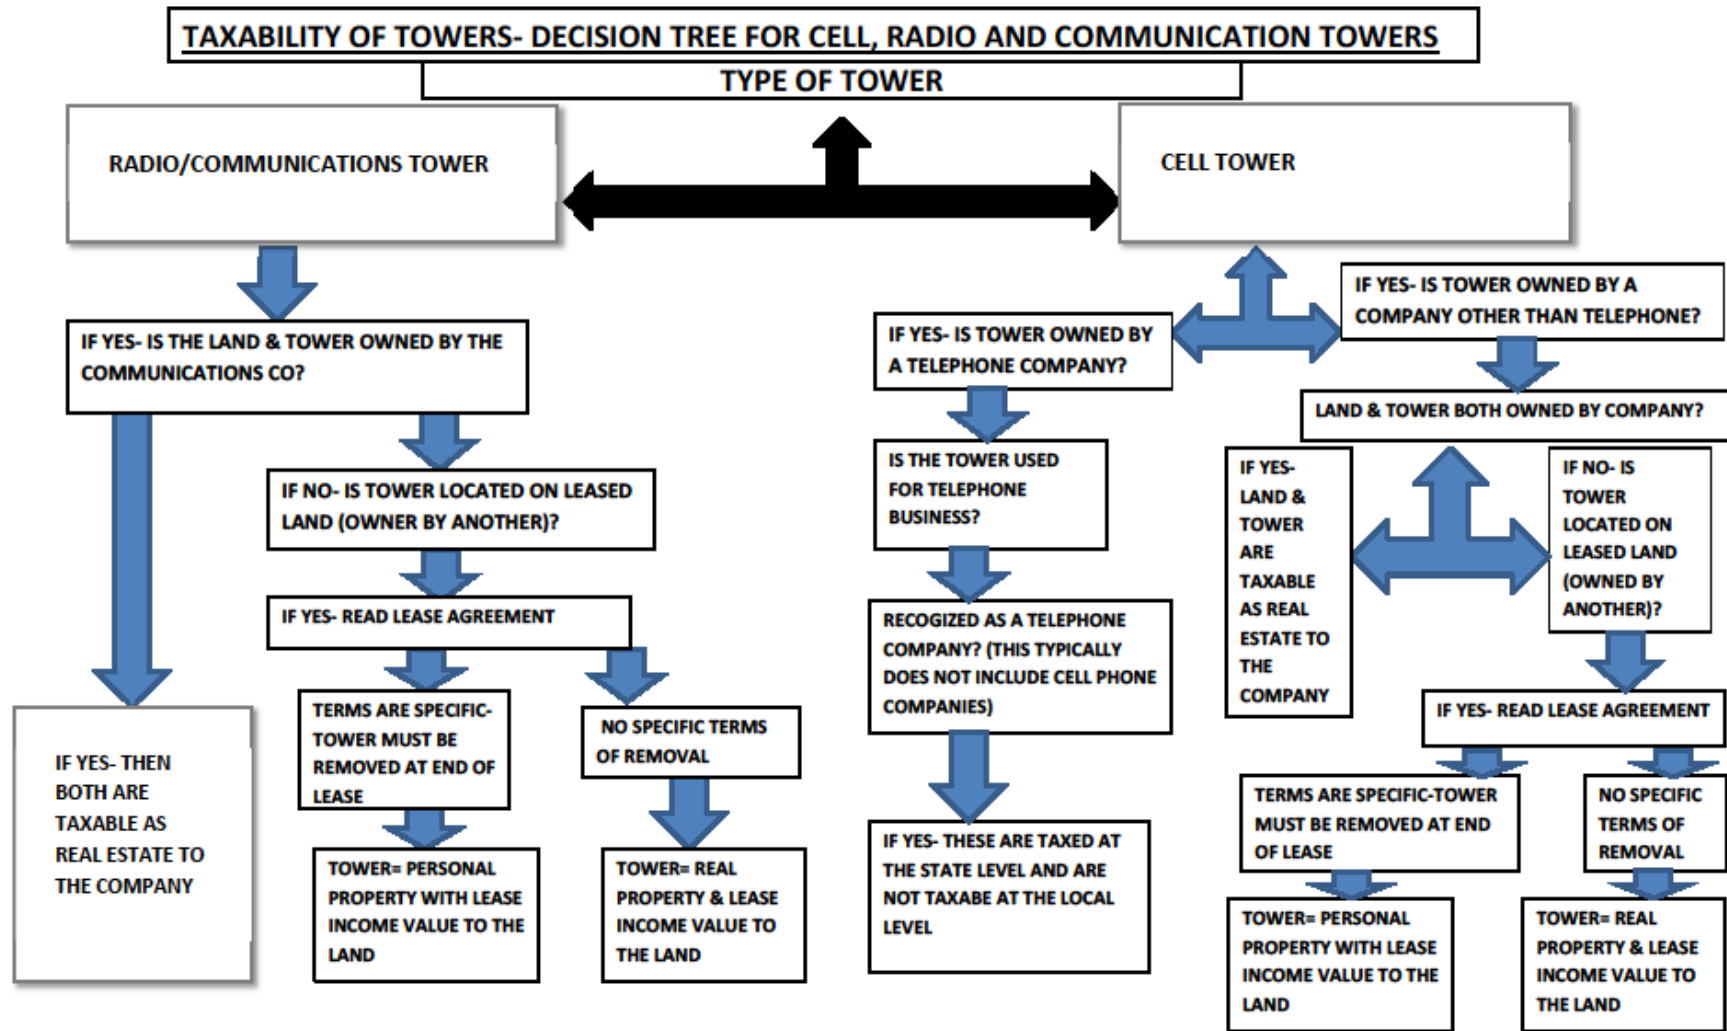 TAXABILITY OF TOWERS- DECISION TREE FOR CELL, RADIO AND COMMUNICATION TOWERS
TYPE OF TOWER
RADIO/COMMUNICATIONS TOWER
CELL TOWER
IF YES- IS THE LAND & TOWER OWNED BY THE
COMMUNICATIONS CO?
IF NO- IS TOWER LOCATED ON LEASED
LAND (OWNER BY ANOTHER)?
IF YES- READ LEASE AGREEMENT
TERMS ARE SPECIFIC-
TOWER MUST BE
REMOVED AT END OF
LEASE
NO SPECIFIC TERMS
OF REMOVAL
IF YES- THEN
BOTH ARE
TAXABLE AS
REAL ESTATE TO
THE COMPANY
TOWER= PERSONAL
PROPERTY WITH LEASE
INCOME VALUE TO THE
LAND
TOWER= REAL
PROPERTY & LEASE
INCOME VALUE TO
THE LAND
IF YES- IS TOWER OWNED BY
A TELEPHONE COMPANY?
IS THE TOWER USED
FOR TELEPHONE
BUSINESS?
RECOGIZED AS A TELEPHONE
COMPANY? (THIS TYPICALLY
DOES NOT INCLUDE CELL PHONE
COMPANIES)
IF YES- THESE ARE TAXED AT
THE STATE LEVEL AND ARE
NOT TAXABE AT THE LOCAL
LEVEL
IF YES- IS TOWER OWNED BY A
COMPANY OTHER THAN TELEPHONE?
LAND & TOWER BOTH OWNED BY COMPANY?
IF YES-
LAND &
TOWER
ARE
TAXABLE
AS REAL
ESTATE TO
THE
COMPANY
IF NO- IS
TOWER
LOCATED ON
LEASED LAND
(OWNED BY
ANOTHER)?
IF YES- READ LEASE AGREEMENT
TERMS ARE SPECIFIC-TOWER
MUST BE REMOVED AT END
OF LEASE
NO SPECIFIC
TERMS OF
REMOVAL
TOWER= PERSONAL
PROPERTY WITH LEASE
INCOME VALUE TO THE
LAND
TOWER= REAL
PROPERTY & LEASE
INCOME VALUE TO
THE LAND